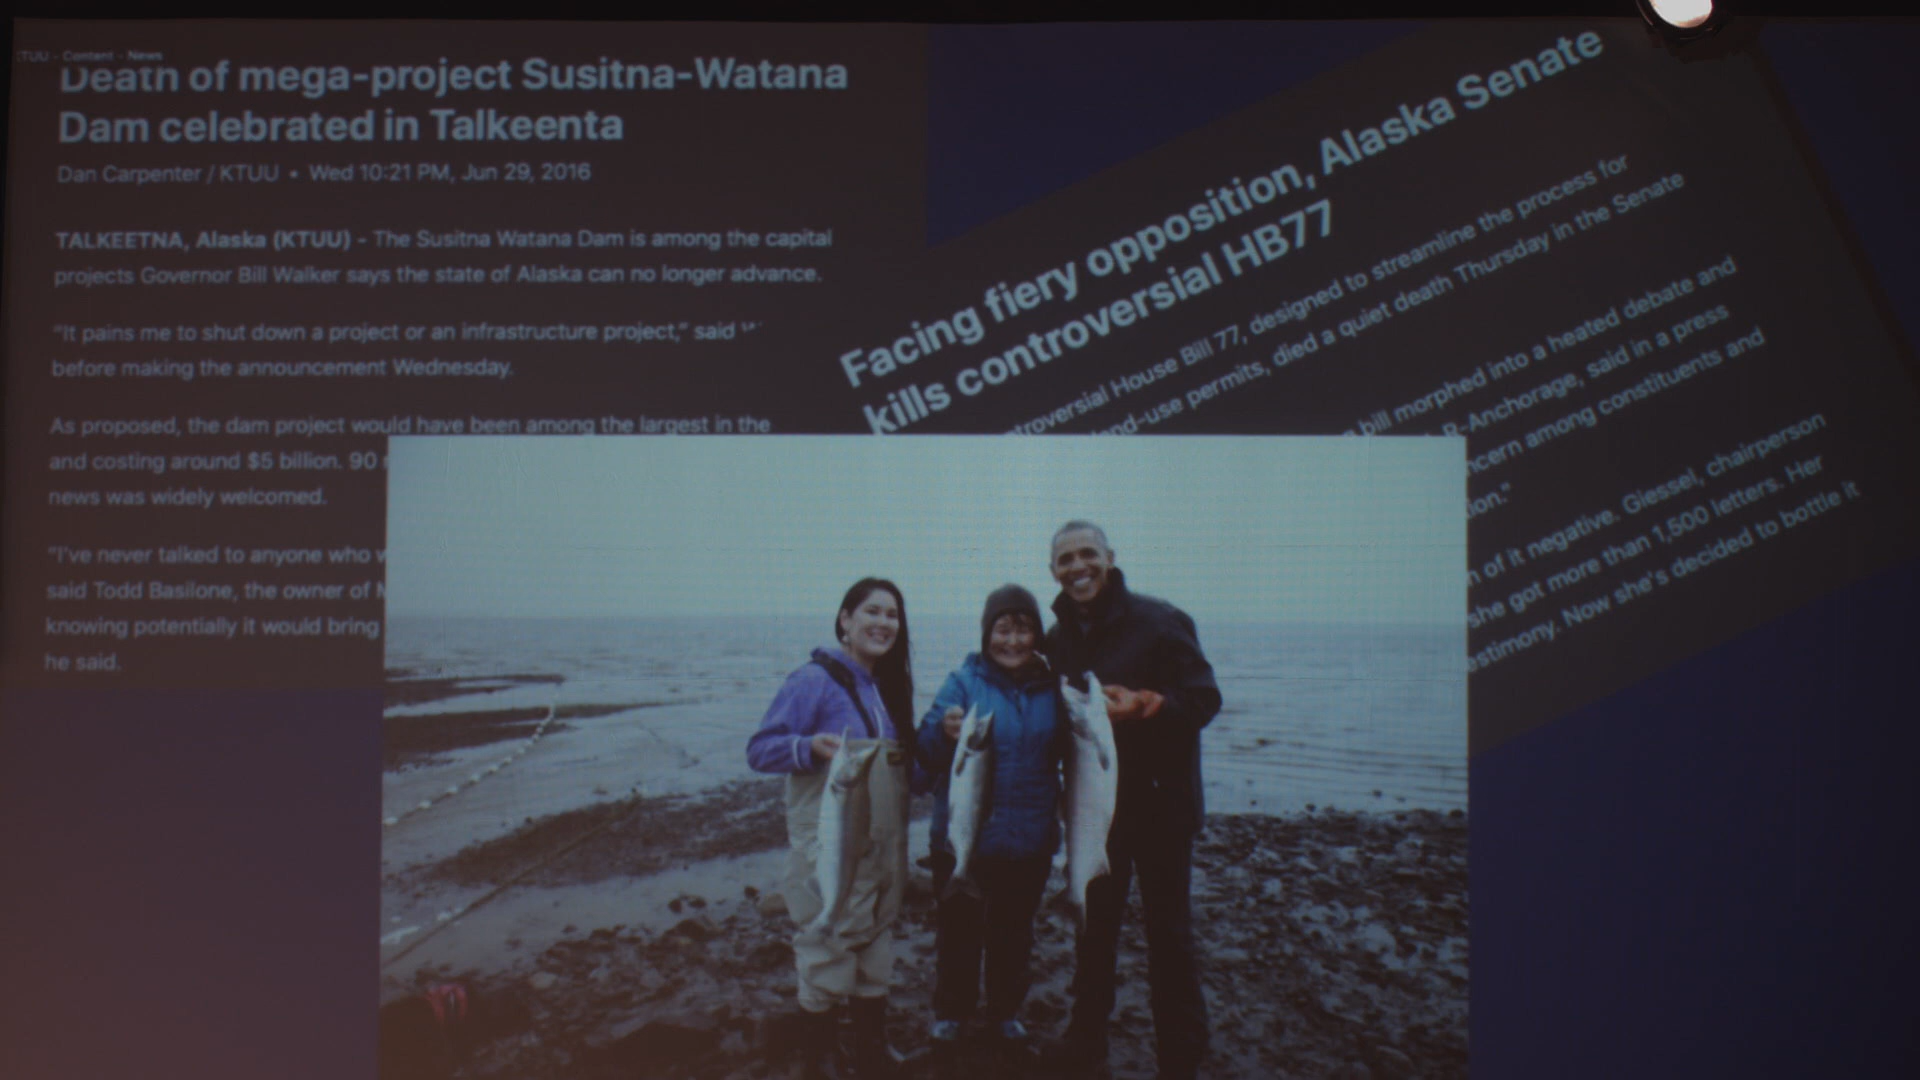 KTUU - Content - News
Death of mega-project Susitna-Watana
Dam celebrated in Talkeenta
Dan Carpenter / KTUU • Wed 10:21 PM, Jun 29, 2016
TALKEETNA, Alaska (KTUU) - The Susitna Watana Dam is among the capital
projects Governor Bill Walker says the state of Alaska can no longer advance.
"It pains me to shut down a project or an infrastructure project," said
before making the announcement Wednesday.
As proposed, the dam project would have been among the largest in the
and costing around $5 billion. 90
news was widely welcomed.
"I've never talked to anyone who
said Todd Basilone, the owner of
knowing potentially it would bring
he said.
Facing fiery opposition, Alaska Senate
kills controversial HB77
House Bill 77, designed to streamline the process for
land-use permits, died a quiet death Thursday in the Senate
bill morphed into a heated debate and
R-Anchorage, said in a press
among constituents and
of it negative. Giessel, chairperson
she got more than 1,500 letters. Her
Now she's decided to bottle it